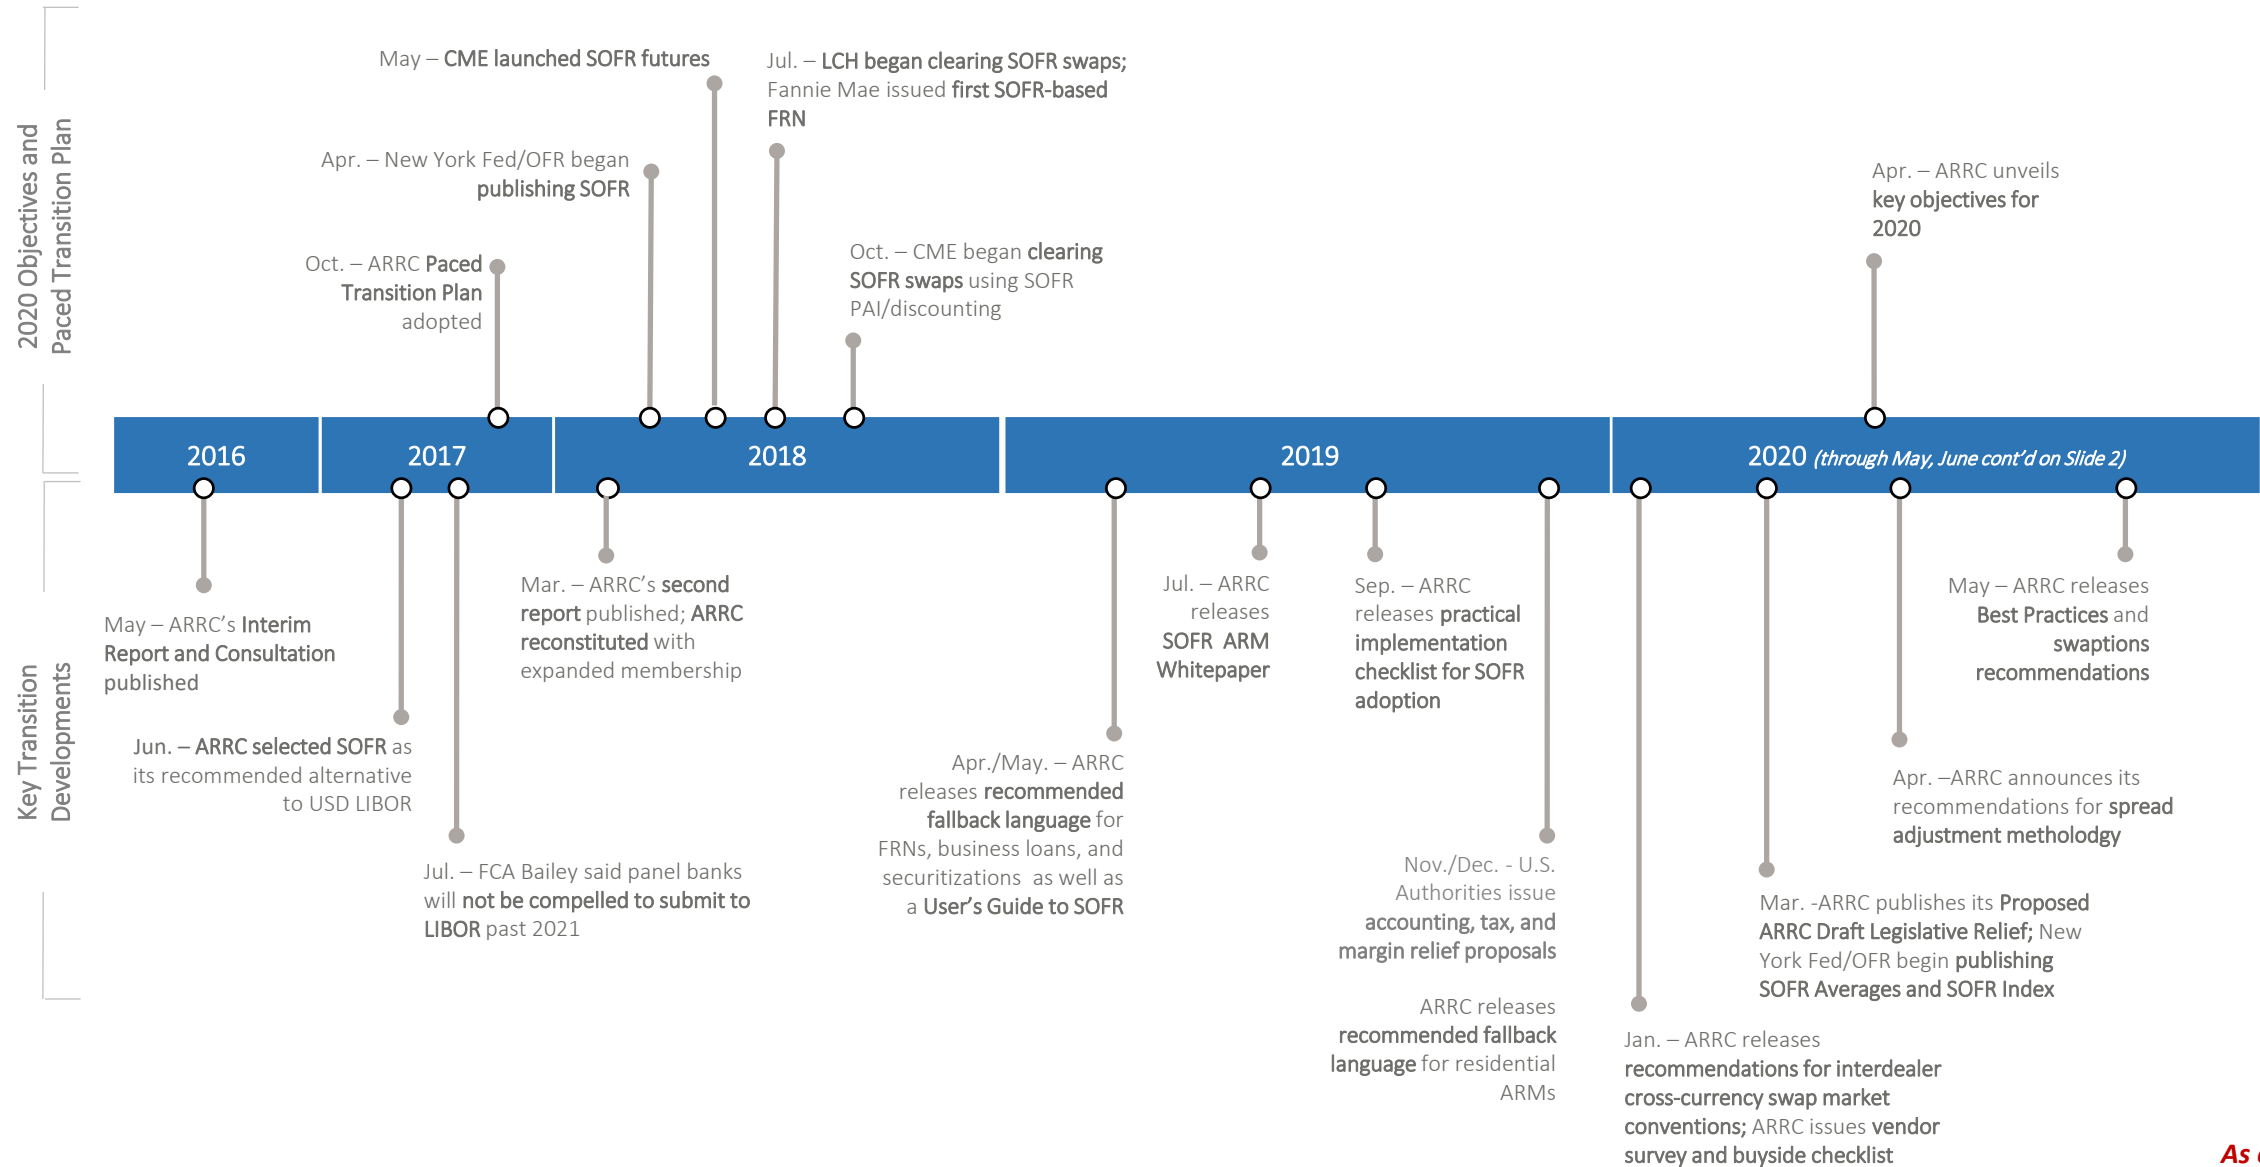 2020 Objectives and
Paced Transition Plan
May – CME launched SOFR futures
Jul. – LCH began clearing SOFR swaps;
Fannie Mae issued first SOFR-based
FRN
Apr. – New York Fed/OFR began
publishing SOFR
Oct. – ARRC Paced
Transition Plan
adopted
Oct. – CME began clearing
SOFR swaps using SOFR
PAI/discounting
Apr. – ARRC unveils
key objectives for
2020
2016
2017
2018
2019
2020 (through May, June cont'd on Slide 2)
Key Transition
Developments
May – ARRC's Interim
Report and Consultation
published
Jun. – ARRC selected SOFR as
its recommended alternative
to USD LIBOR
Jul. – FCA Bailey said panel banks
will not be compelled to submit to
LIBOR past 2021
Mar. – ARRC's second
report published; ARRC
reconstituted with
expanded membership
Apr./May. – ARRC
releases recommended
fallback language for
FRNs, business loans, and
securitizations as well as
a User's Guide to SOFR
Jul. – ARRC
releases
SOFR ARM
Whitepaper
Sep. – ARRC
releases practical
implementation
checklist for SOFR
adoption
Nov./Dec. - U.S.
Authorities issue
accounting, tax, and
margin relief proposals
ARRC releases
recommended fallback
language for residential
ARMs
Jan. – ARRC releases
recommendations for interdealer
cross-currency swap market
conventions; ARRC issues vendor
survey and buyside checklist
Mar. -ARRC publishes its Proposed
ARRC Draft Legislative Relief; New
York Fed/OFR begin publishing
SOFR Averages and SOFR Index
Apr. –ARRC announces its
recommendations for spread
adjustment metholodgy
May – ARRC releases
Best Practices and
swaptions
recommendations
As